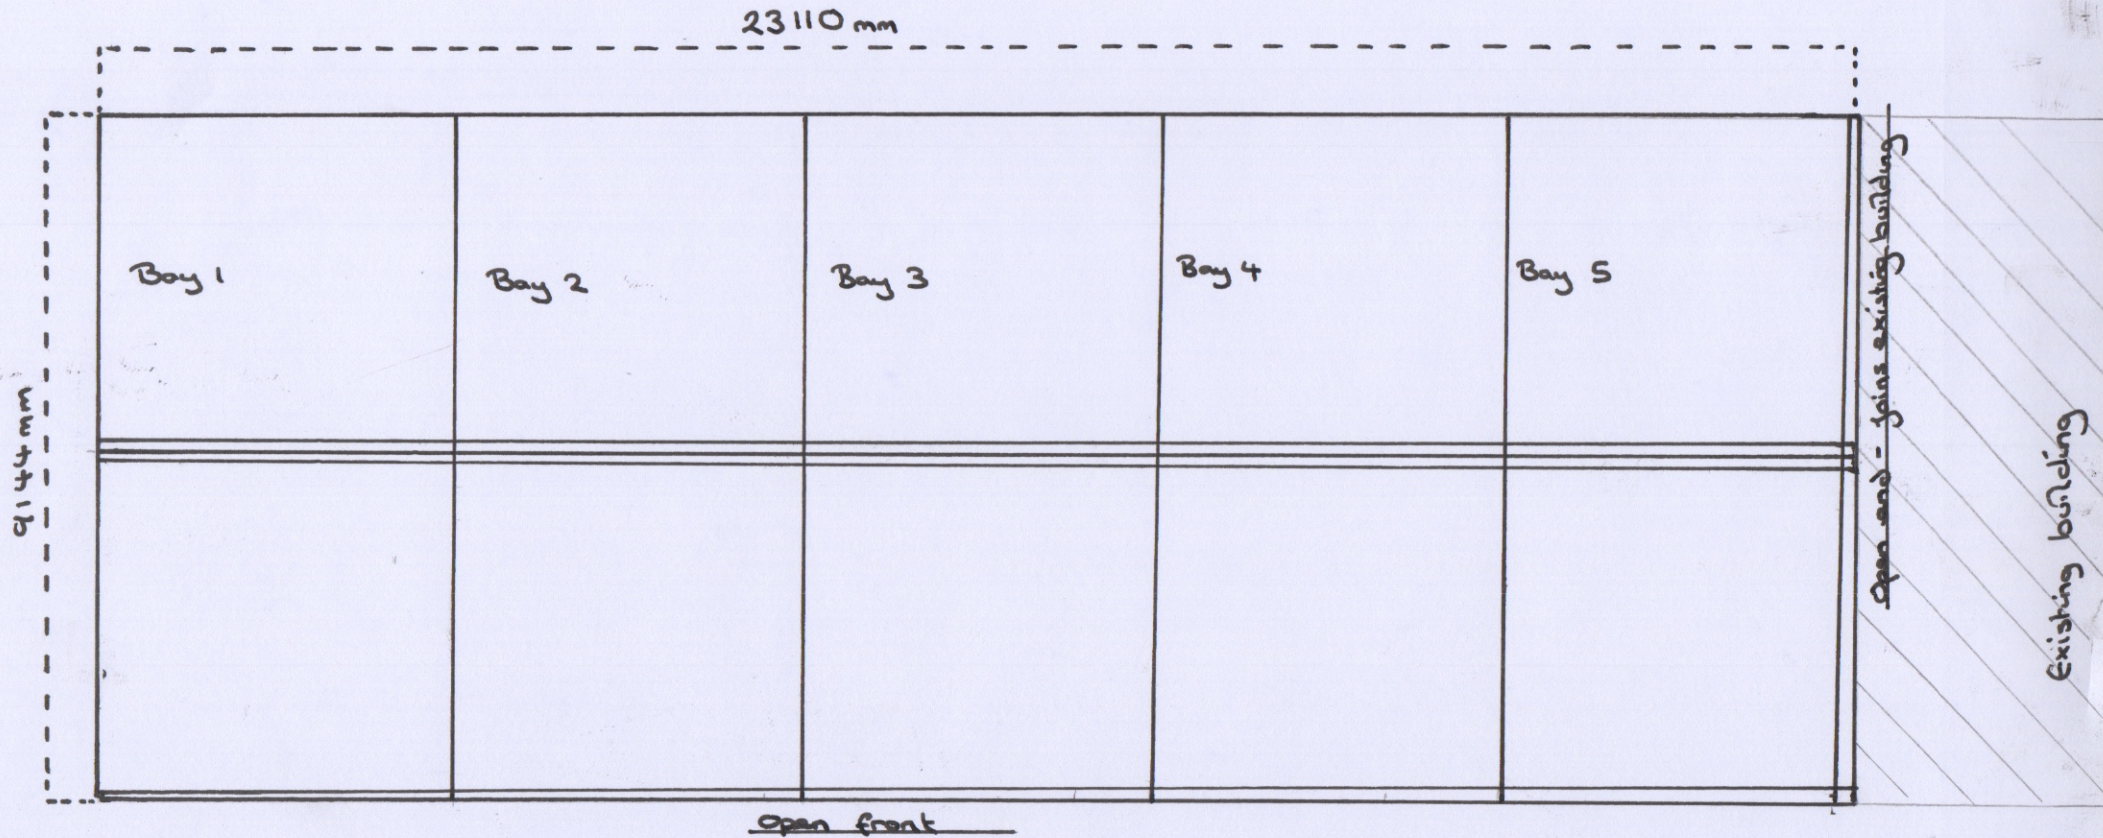 23110 mm
9144 mm
Bay 1
Bay 2
Bay 3
Bay 4
Bay 5
Open end - joins existing building
Existing building
Open front